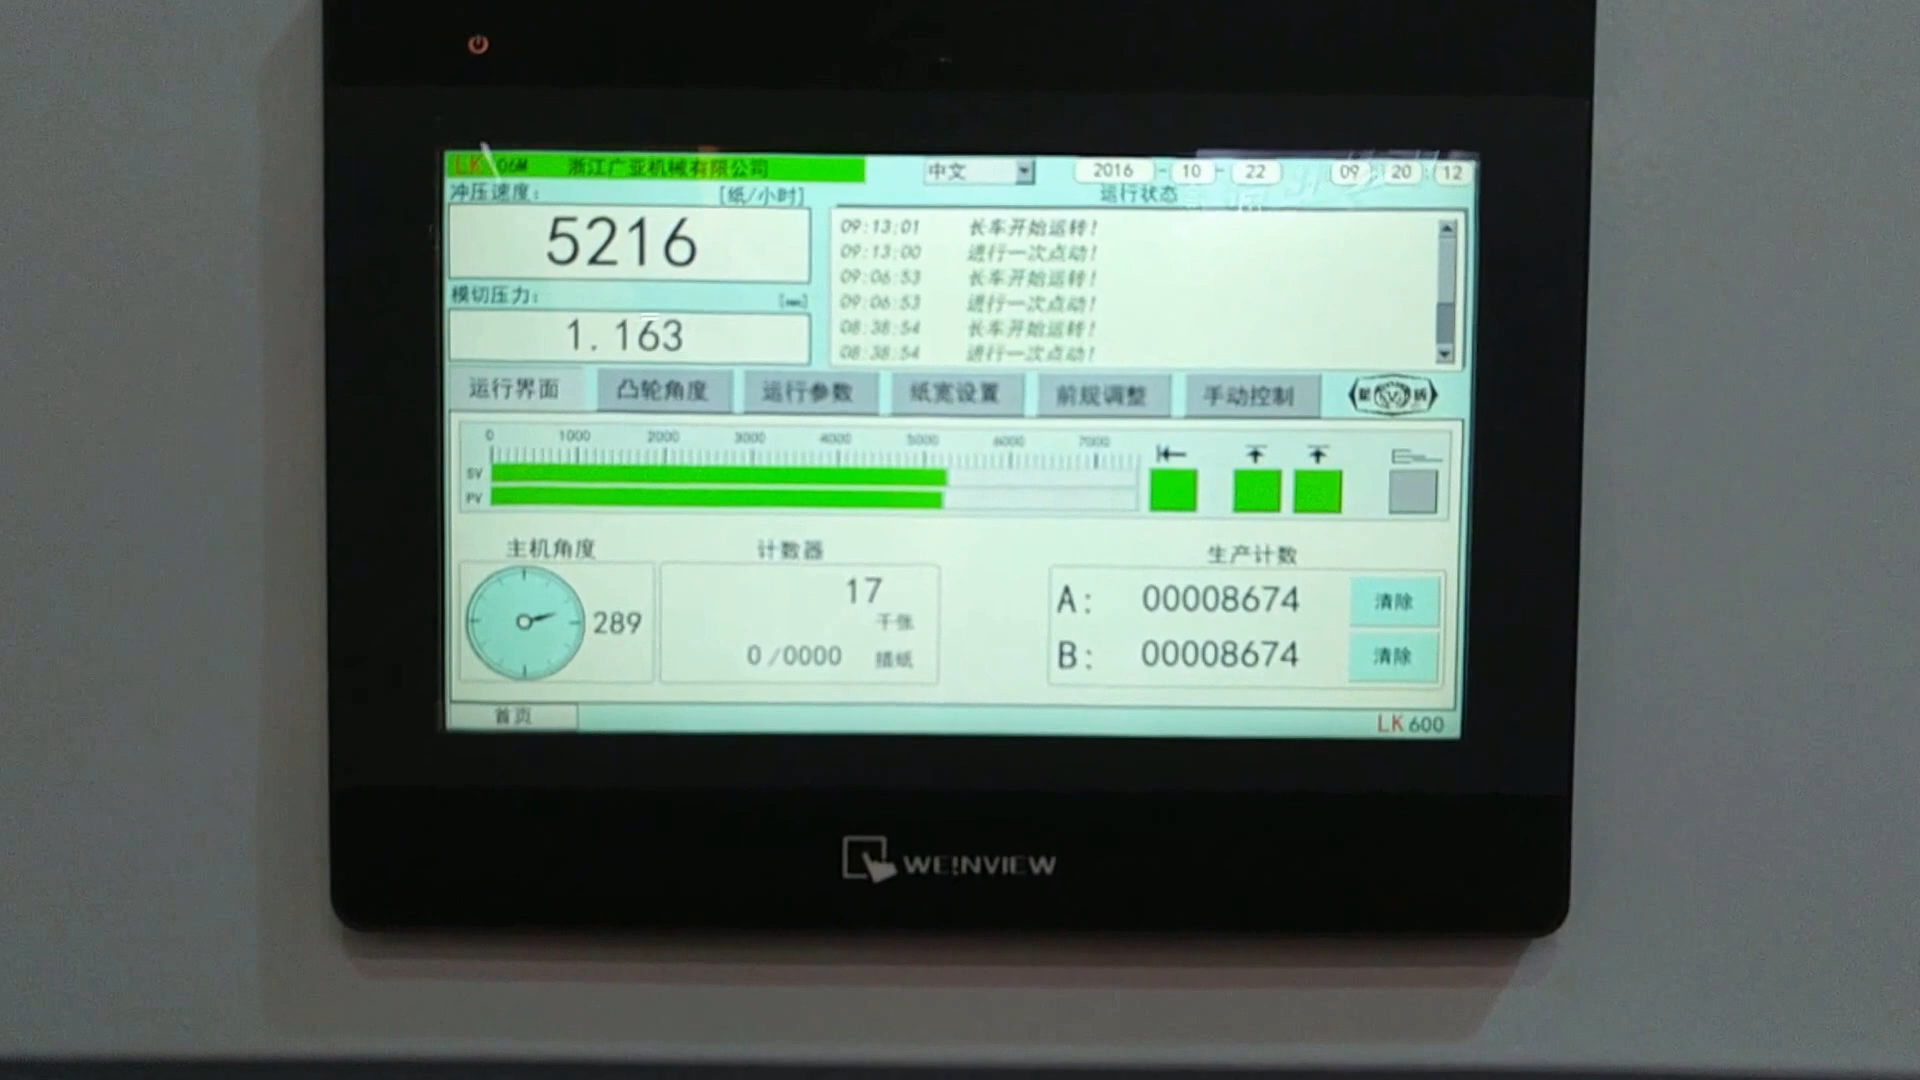 LK 06M 浙江广亚机械有限公司 中文 2016 - 10 - 22 09 : 20 : 12
冲压速度: [纸/小时] 运行状态
5216
09:13:01 长车开始运转!
09:13:00 进行一次点动!
09:06:53 长车开始运转!
09:06:53 进行一次点动!
08:38:54 长车开始运转!
08:38:54 进行一次点动!
模切压力: [mm]
1.163
运行界面 凸轮角度 运行参数 纸宽设置 前规调整 手动控制
0 1000 2000 3000 4000 5000 6000 7000
SV
PV
主机角度 计数器 生产计数
289
17
千张
0/0000 插纸
A: 00008674 清除
B: 00008674 清除
首页 LK600
WEINVIEW